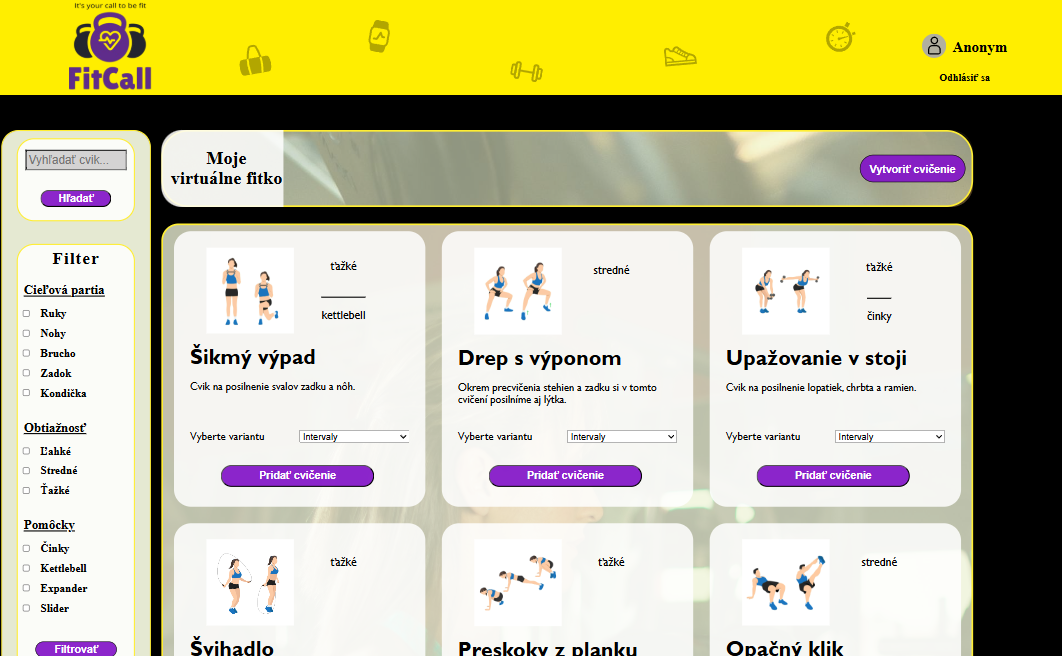 it's your call to be fit
FitCall
Anonym
Odhlásiť sa
Vyhľadať cvik...
Hľadať
Filter
Cieľová partia
Ruky
Nohy
Brucho
Zadok
Kondička
Obtiažnosť
Ľahké
Stredné
Ťažké
Pomôcky
Činky
Kettlebell
Expander
Slider
Filtrovať
Moje
virtuálne fitko
Vytvoriť cvičenie
ťažké
kettlebell
Šikmý výpad
Cvik na posilnenie svalov zadku a nôh.
Vyberte variantu
Intervaly
Pridať cvičenie
stredné
Drep s výponom
Okrem precvičenia stehien a zadku si v tomto
cvičení posilníme aj lýtka.
Vyberte variantu
Intervaly
Pridať cvičenie
ťažké
činky
Upažovanie v stoji
Cvik na posilnenie lopatiek, chrbta a ramien.
Vyberte variantu
Intervaly
Pridať cvičenie
ťažké
Švihadlo
ťažké
Preskoky z planku
stredné
Opačný klik